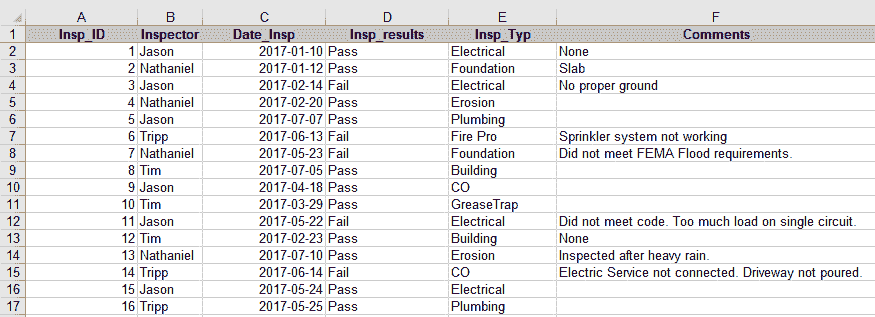 A B C D E F
1 Insp_ID Inspector Date_Insp Insp_results Insp_Typ Comments
2 1 Jason 2017-01-10 Pass Electrical None
3 2 Nathaniel 2017-01-12 Pass Foundation Slab
4 3 Jason 2017-02-14 Fail Electrical No proper ground
5 4 Nathaniel 2017-02-20 Pass Erosion
6 5 Jason 2017-07-07 Pass Plumbing
7 6 Tripp 2017-06-13 Fail Fire Pro Sprinkler system not working
8 7 Nathaniel 2017-05-23 Fail Foundation Did not meet FEMA Flood requirements.
9 8 Tim 2017-07-05 Pass Building
10 9 Jason 2017-04-18 Pass CO
11 10 Tim 2017-03-29 Pass GreaseTrap
12 11 Jason 2017-05-22 Fail Electrical Did not meet code. Too much load on single circuit.
13 12 Tim 2017-02-23 Pass Building None
14 13 Nathaniel 2017-07-10 Pass Erosion Inspected after heavy rain.
15 14 Tripp 2017-06-14 Fail CO Electric Service not connected. Driveway not poured.
16 15 Jason 2017-05-24 Pass Electrical
17 16 Tripp 2017-05-25 Pass Plumbing